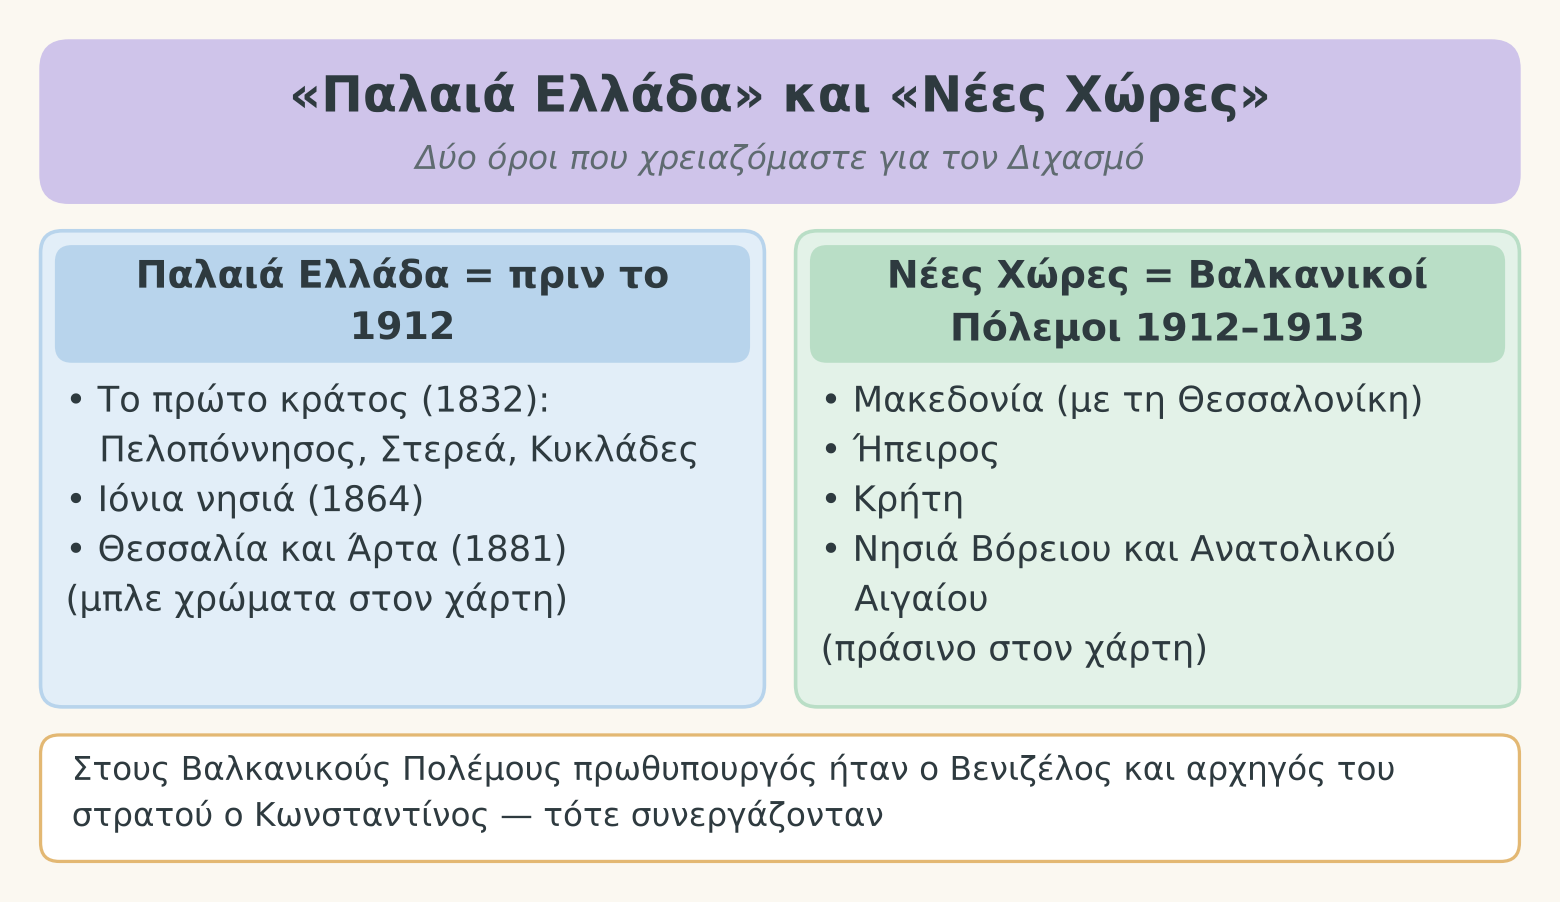 «Παλαιά Ελλάδα» και «Νέες Χώρες»
Δύο όροι που χρειαζόμαστε για τον Διχασμό
Παλαιά Ελλάδα = πριν το
1912
• Το πρώτο κράτος (1832):
Πελοπόννησος, Στερεά, Κυκλάδες
• Ιόνια νησιά (1864)
• Θεσσαλία και Άρτα (1881)
(μπλε χρώματα στον χάρτη)
Νέες Χώρες = Βαλκανικοί
Πόλεμοι 1912–1913
• Μακεδονία (με τη Θεσσαλονίκη)
• Ήπειρος
• Κρήτη
• Νησιά Βόρειου και Ανατολικού
Αιγαίου
(πράσινο στον χάρτη)
Στους Βαλκανικούς Πολέμους πρωθυπουργός ήταν ο Βενιζέλος και αρχηγός του
στρατού ο Κωνσταντίνος — τότε συνεργάζονταν